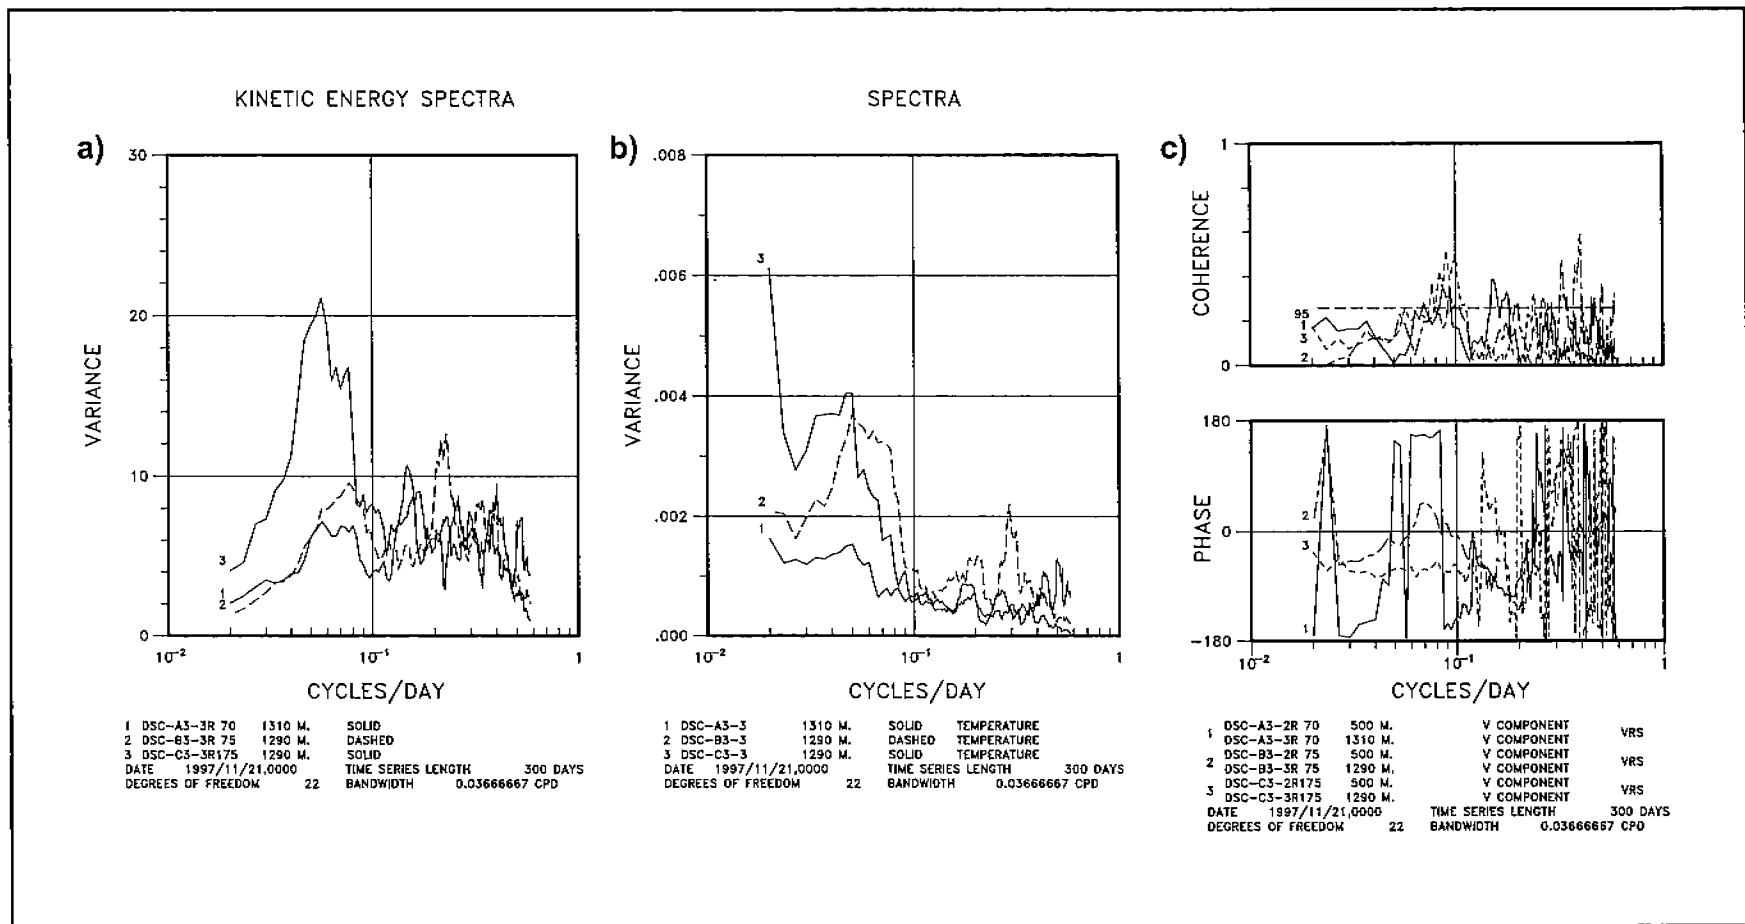 KINETIC ENERGY SPECTRA
a)
30
20
10
0
VARIANCE
3
1
2
10-2
10-1
1
CYCLES/DAY
1 DSC-A3-3R 70 1310 M. SOLID
2 DSC-B3-3R 75 1290 M. DASHED
3 DSC-C3-3R175 1290 M. SOLID
DATE 1997/11/21,0000 TIME SERIES LENGTH 300 DAYS
DEGREES OF FREEDOM 22 BANDWIDTH 0.03666667 CPD
SPECTRA
b)
.008
.006
.004
.002
.000
VARIANCE
3
2
1
10-2
10-1
1
CYCLES/DAY
1 DSC-A3-3 1310 M. SOLID TEMPERATURE
2 DSC-B3-3 1290 M. DASHED TEMPERATURE
3 DSC-C3-3 1290 M. SOLID TEMPERATURE
DATE 1997/11/21,0000 TIME SERIES LENGTH 300 DAYS
DEGREES OF FREEDOM 22 BANDWIDTH 0.03666667 CPD
c)
1
0
COHERENCE
95
1
3
2
180
0
-180
PHASE
2
3
1
10-2
10-1
1
CYCLES/DAY
1 DSC-A3-2R 70 500 M. V COMPONENT VRS
DSC-A3-3R 70 1310 M. V COMPONENT
2 DSC-B3-2R 75 500 M. V COMPONENT VRS
DSC-B3-3R 75 1290 M. V COMPONENT
3 DSC-C3-2R175 500 M. V COMPONENT VRS
DSC-C3-3R175 1290 M. V COMPONENT
DATE 1997/11/21,0000 TIME SERIES LENGTH 300 DAYS
DEGREES OF FREEDOM 22 BANDWIDTH 0.03666667 CPD